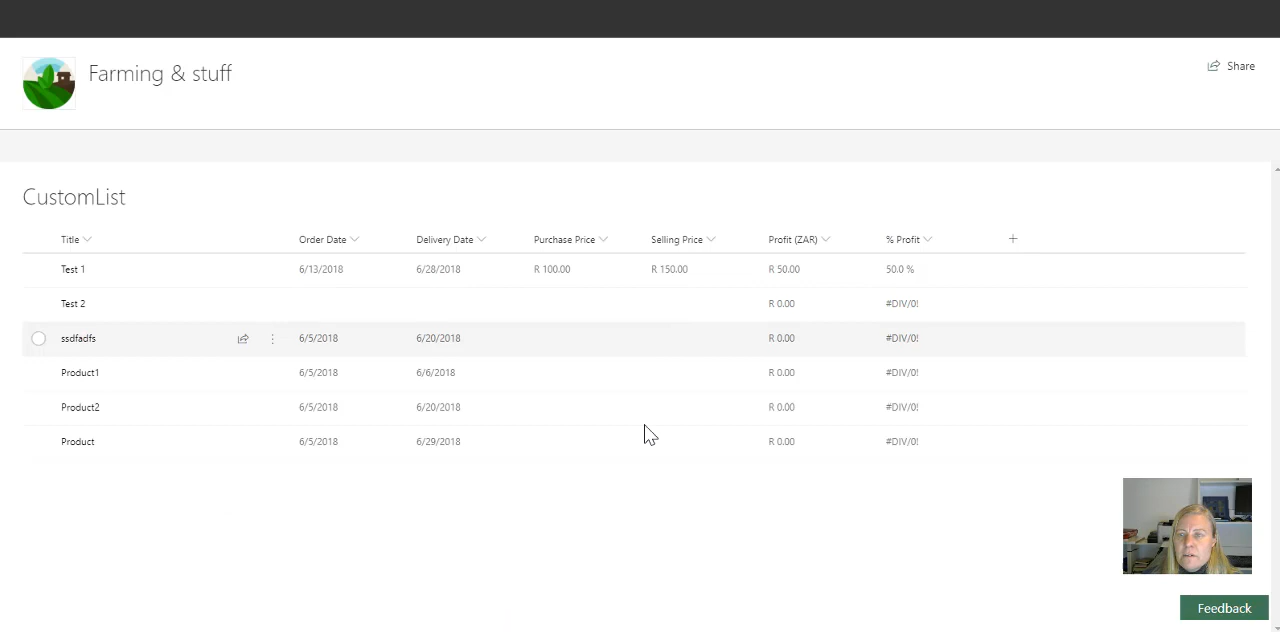 Farming & stuff
Share
CustomList
Title Order Date Delivery Date Purchase Price Selling Price Profit (ZAR) % Profit
Test 1 6/13/2018 6/28/2018 R 100.00 R 150.00 R 50.00 50.0 %
Test 2 R 0.00 #DIV/0!
ssdfadfs 6/5/2018 6/20/2018 R 0.00 #DIV/0!
Product1 6/5/2018 6/6/2018 R 0.00 #DIV/0!
Product2 6/5/2018 6/20/2018 R 0.00 #DIV/0!
Product 6/5/2018 6/29/2018 R 0.00 #DIV/0!
Feedback